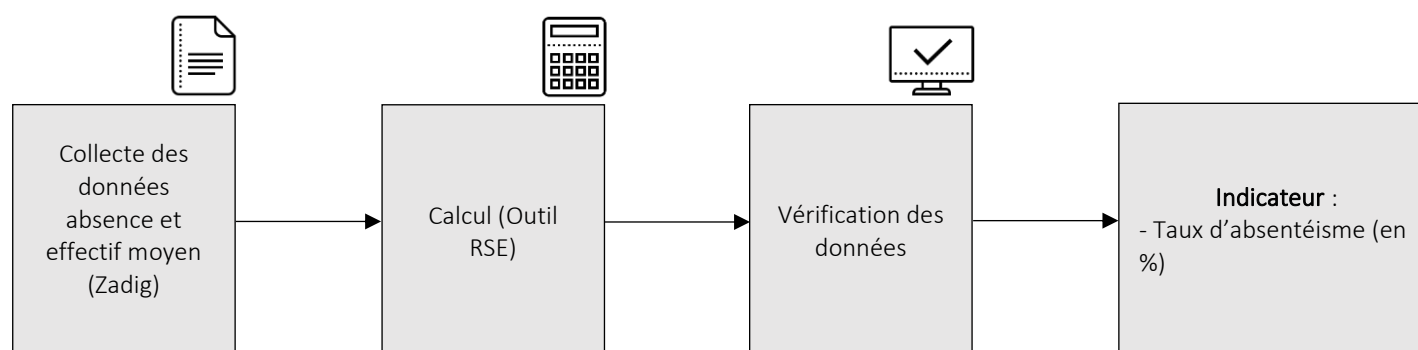 Collecte des
données
absence et
effectif moyen
(Zadig)
Calcul (Outil
RSE)
Vérification des
données
Indicateur :
- Taux d’absentéisme (en
%)